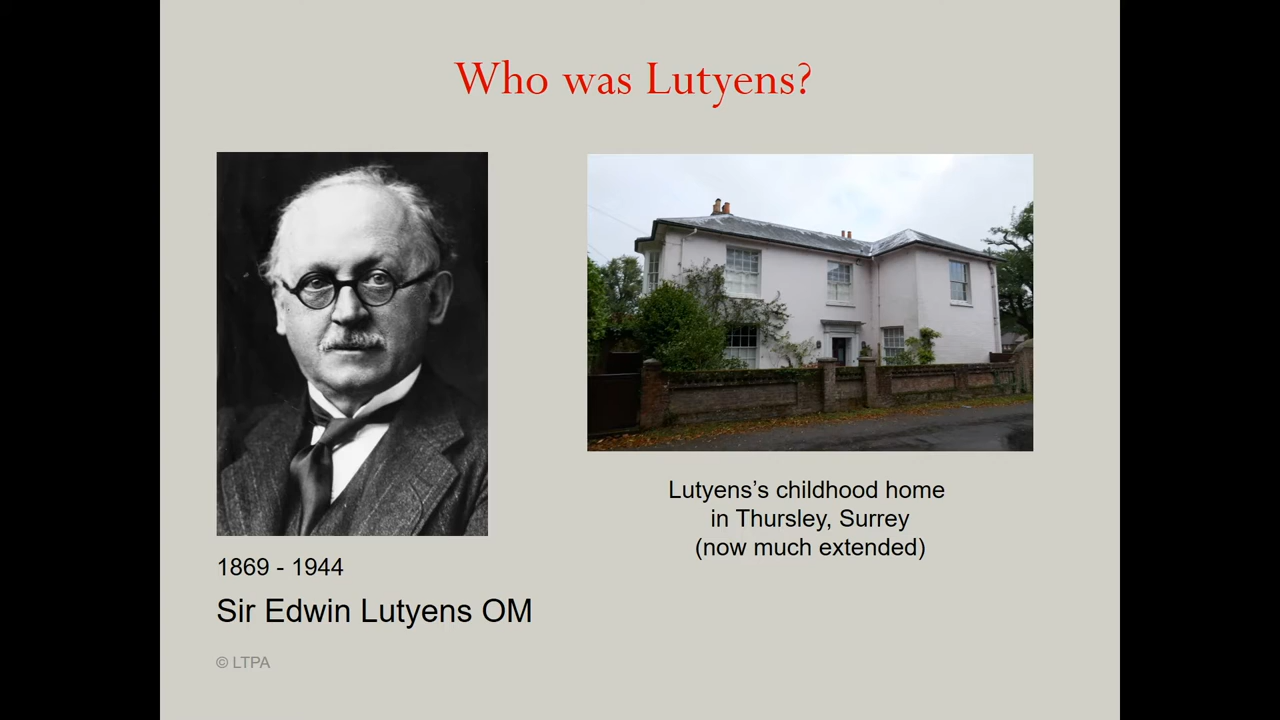 Who was Lutyens?
Lutyens’s childhood home
in Thursley, Surrey
(now much extended)
1869 - 1944
Sir Edwin Lutyens OM
© LTPA